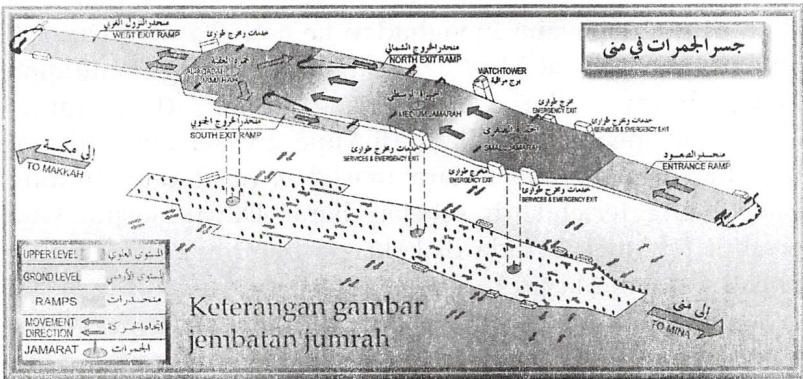 جسر الجمرات في منى
منحدر النزول الغربي
WEST EXIT RAMP
خدمات ومخرج طوارئ
جمرة العقبة
منحدر الخروج الشمالي
NORTH EXIT RAMP
WATCHTOWER
برج مراقبة
مخرج طوارئ
EMERGENCY EXIT
خدمات ومخرج طوارئ
SERVICES & EMERGENCY EXIT
الجمرة الوسطى
MEDIUM JAMARAH
الجمرة الصغرى
SMALL JAMARAH
منحدر الخروج الجنوبي
SOUTH EXIT RAMP
خدمات ومخرج طوارئ
SERVICES & EMERGENCY EXIT
مخرج طوارئ
EMERGENCY EXIT
خدمات ومخرج طوارئ
SERVICES & EMERGENCY EXIT
منحدر الصعود
ENTRANCE RAMP
إلى مكة
TO MAKKAH
إلى منى
TO MINA
UPPER LEVEL المستوى العلوي
GROND LEVEL المستوى الأرضي
RAMPS منحدرات
MOVEMENT
DIRECTION اتجاه الحركة
JAMARAT الجمرات
Keterangan gambar
jembatan jumrah